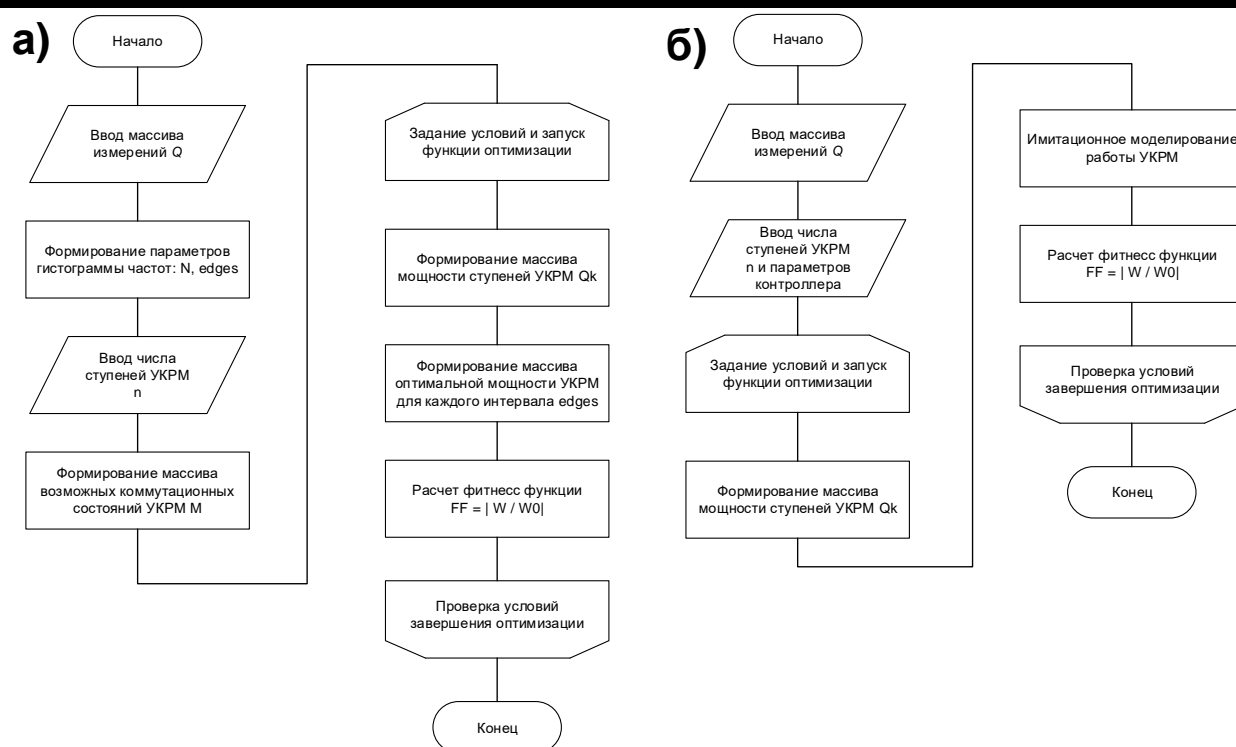 а)
Начало
Ввод массива
измерений Q
Формирование параметров
гистограммы частот: N, edges
Ввод числа
ступеней УКРМ
n
Формирование массива
возможных коммутационных
состояний УКРМ M
Задание условий и запуск
функции оптимизации
Формирование массива
мощности ступеней УКРМ Qk
Формирование массива
оптимальной мощности УКРМ
для каждого интервала edges
Расчет фитнесс функции
FF = | W / W0|
Проверка условий
завершения оптимизации
Конец
б)
Начало
Ввод массива
измерений Q
Ввод числа
ступеней УКРМ
n и параметров
контроллера
Задание условий и запуск
функции оптимизации
Формирование массива
мощности ступеней УКРМ Qk
Имитационное моделирование
работы УКРМ
Расчет фитнесс функции
FF = | W / W0|
Проверка условий
завершения оптимизации
Конец